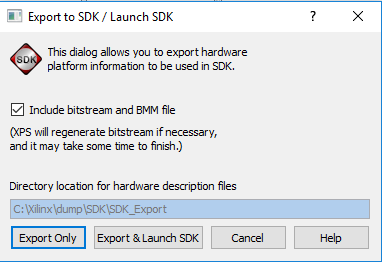 Export to SDK / Launch SDK
SDK
This dialog allows you to export hardware
platform information to be used in SDK.
Include bitstream and BMM file
(XPS will regenerate bitstream if necessary,
and it may take some time to finish.)
Directory location for hardware description files
C:\Xilinx\dump\SDK\SDK_Export
Export Only
Export & Launch SDK
Cancel
Help